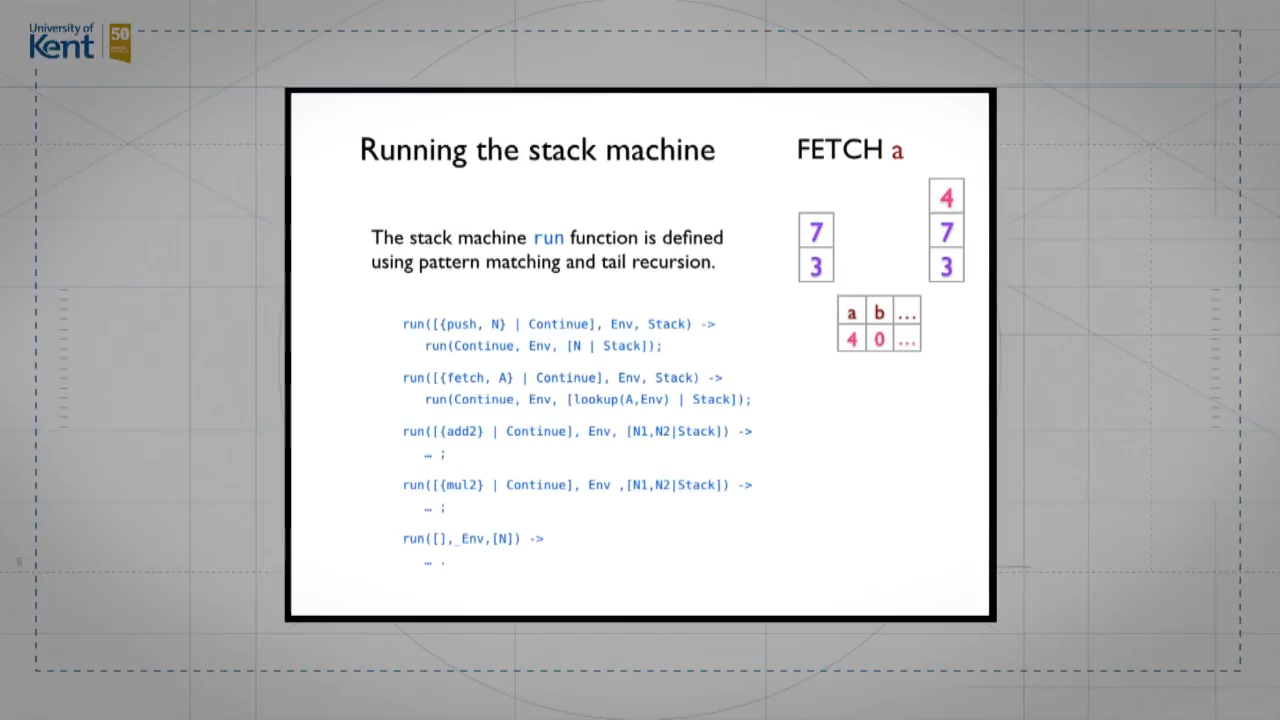 University of
Kent
50
Running the stack machine
FETCH a
4
7
7
3
3
The stack machine run function is defined
using pattern matching and tail recursion.
a b ...
4 0 ...
run([{push, N} | Continue], Env, Stack) ->
run(Continue, Env, [N | Stack]);
run([{fetch, A} | Continue], Env, Stack) ->
run(Continue, Env, [lookup(A,Env) | Stack]);
run([{add2} | Continue], Env, [N1,N2|Stack]) ->
… ;
run([{mul2} | Continue], Env ,[N1,N2|Stack]) ->
… ;
run([],_Env,[N]) ->
… .